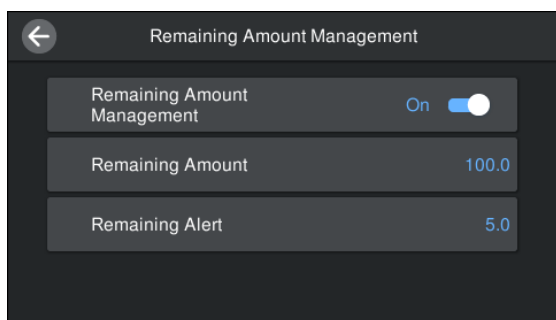 Remaining Amount Management
Remaining Amount
Management
On
Remaining Amount
100.0
Remaining Alert
5.0